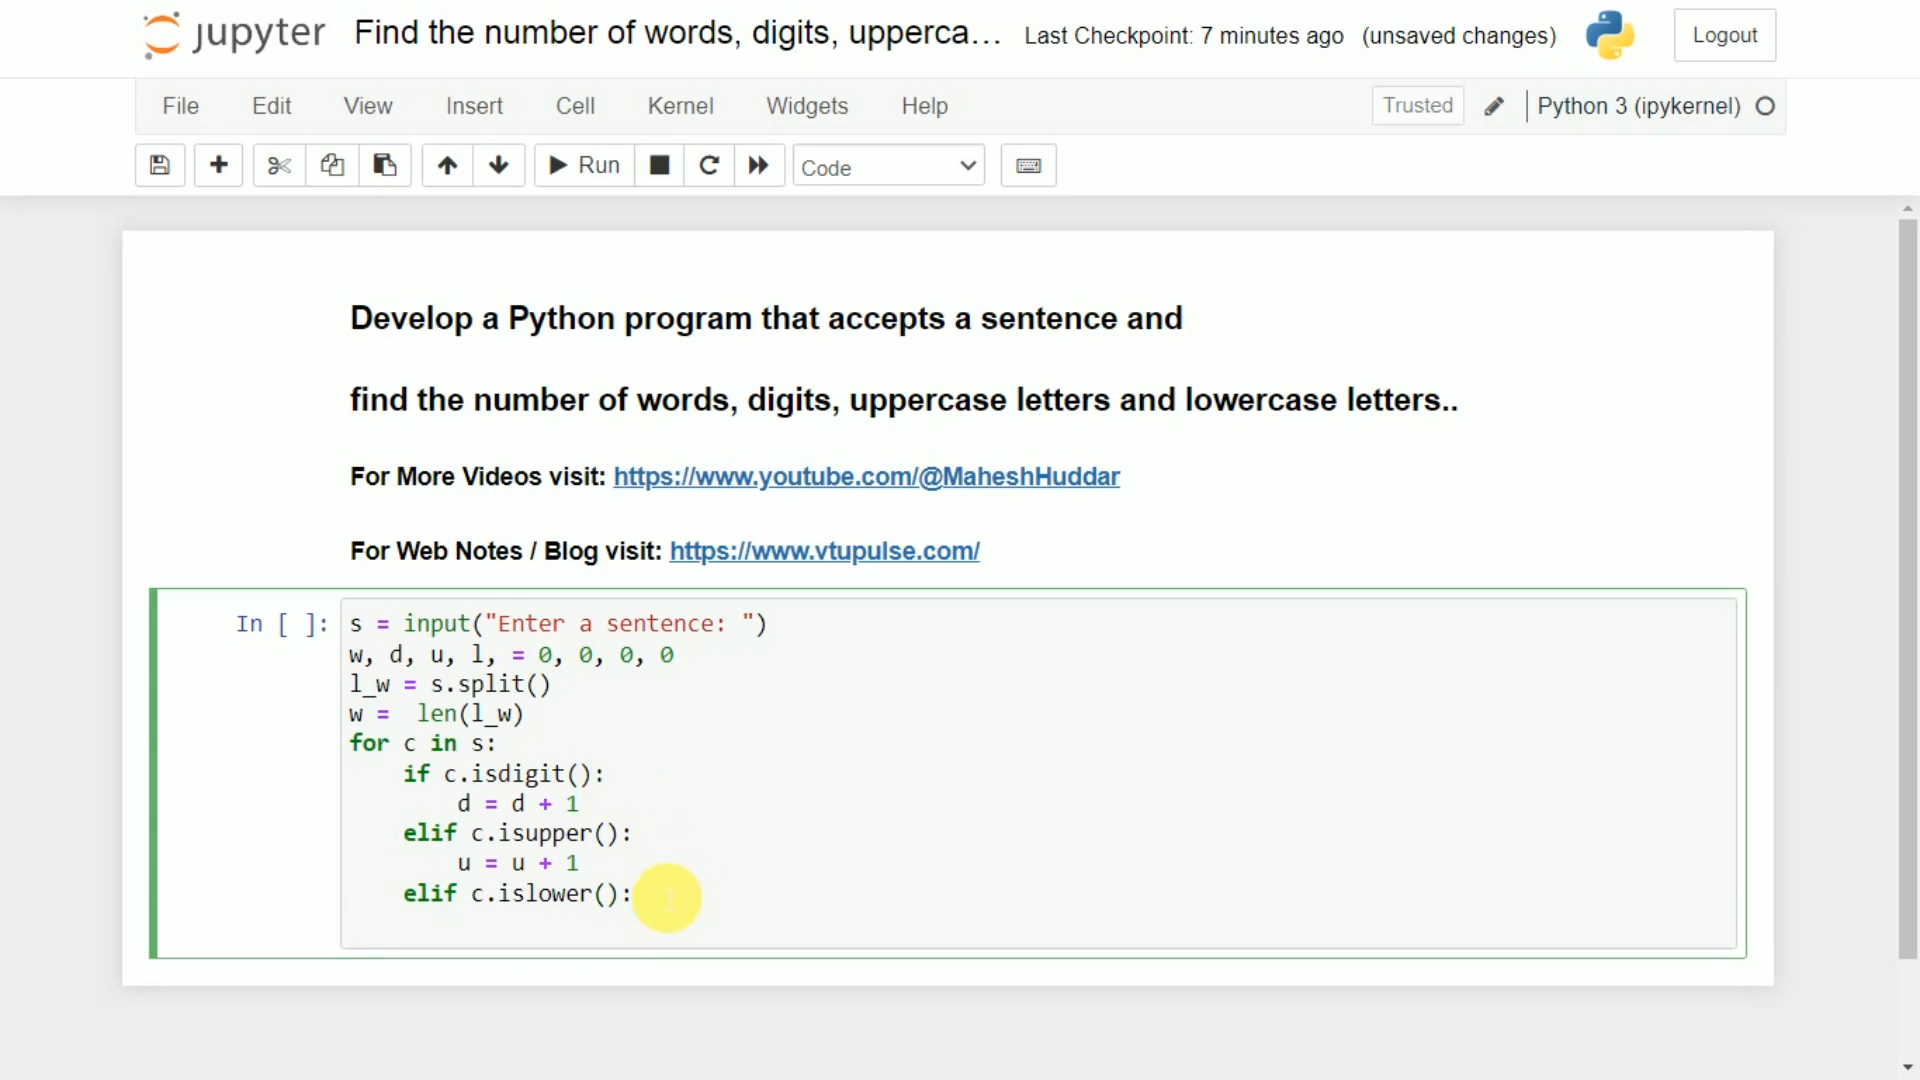 jupyter Find the number of words, digits, upperca... Last Checkpoint: 7 minutes ago (unsaved changes) Logout
File Edit View Insert Cell Kernel Widgets Help Trusted Python 3 (ipykernel)
Run Code
Develop a Python program that accepts a sentence and
find the number of words, digits, uppercase letters and lowercase letters..
For More Videos visit: https://www.youtube.com/@MaheshHuddar
For Web Notes / Blog visit: https://www.vtupulse.com/
In [ ]: s = input("Enter a sentence: ")
w, d, u, l, = 0, 0, 0, 0
l_w = s.split()
w =  len(l_w)
for c in s:
    if c.isdigit():
        d = d + 1
    elif c.isupper():
        u = u + 1
    elif c.islower():